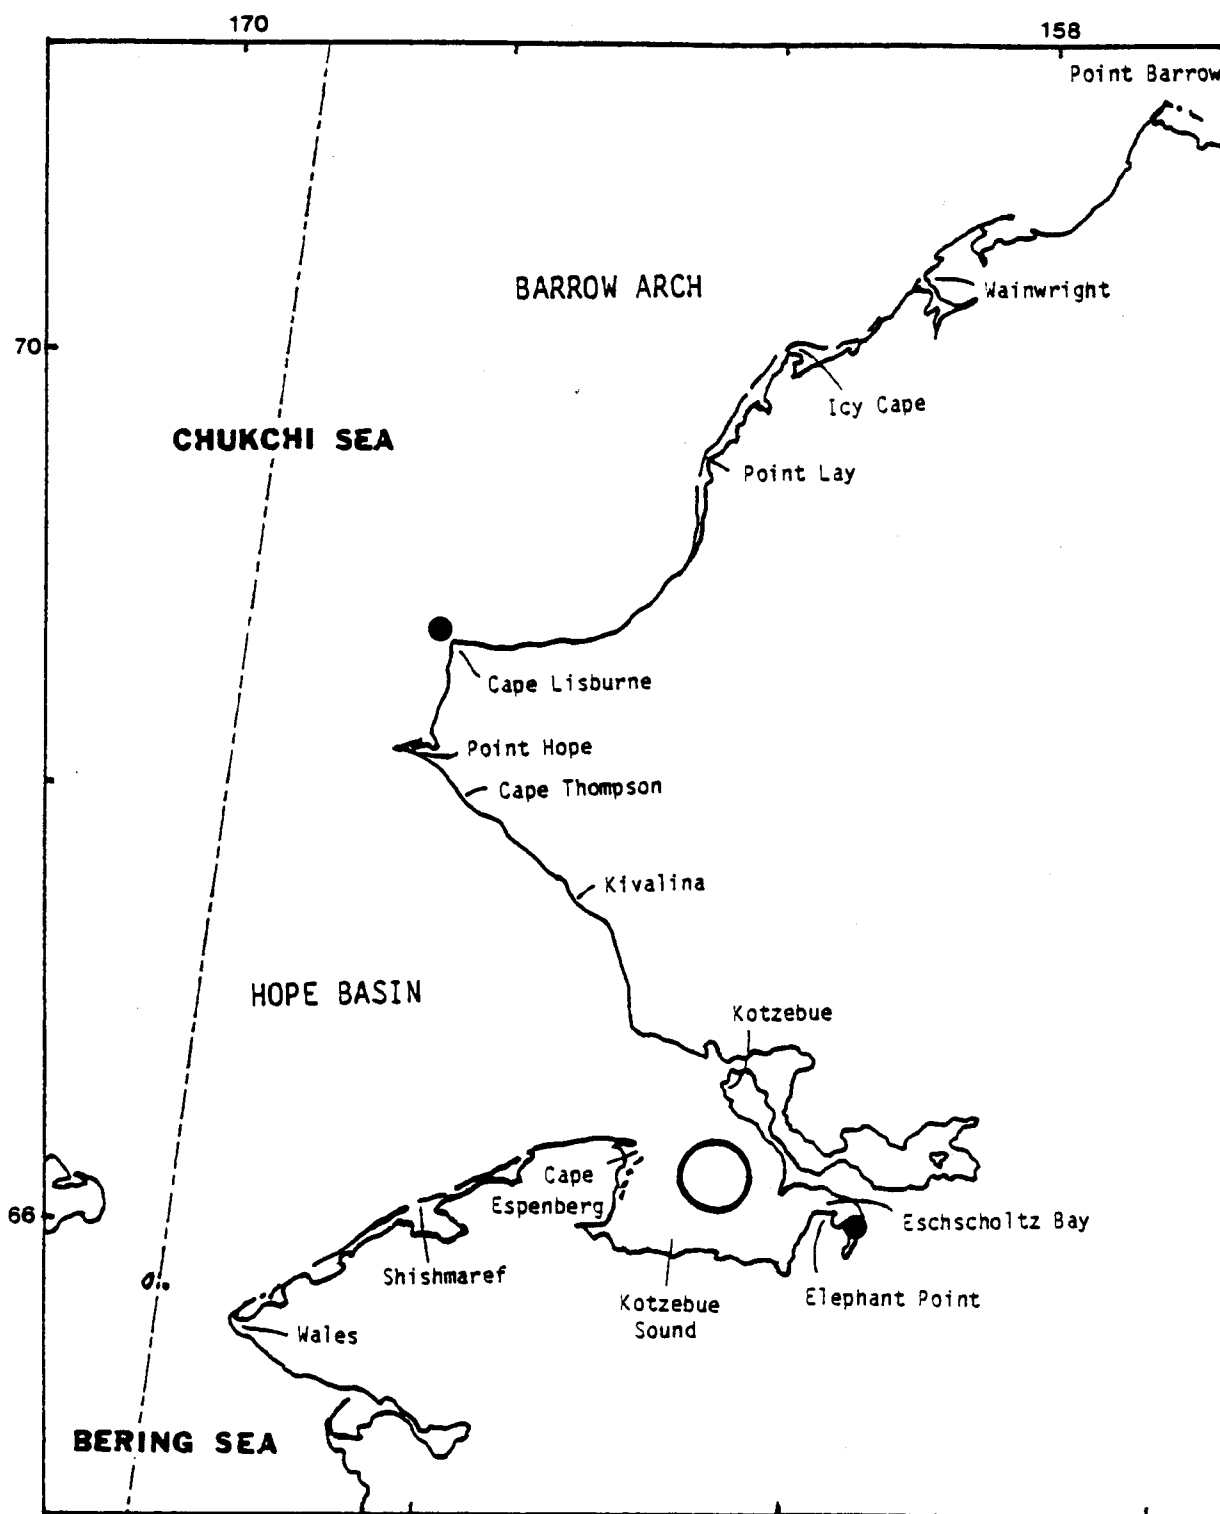 170
158
Point Barrow
BARROW ARCH
Wainwright
70
Icy Cape
CHUKCHI SEA
Point Lay
Cape Lisburne
Point Hope
Cape Thompson
Kivalina
HOPE BASIN
Kotzebue
Cape
Espenberg
66
Eschscholtz Bay
Shishmaref
Elephant Point
Kotzebue
Sound
Wales
BERING SEA